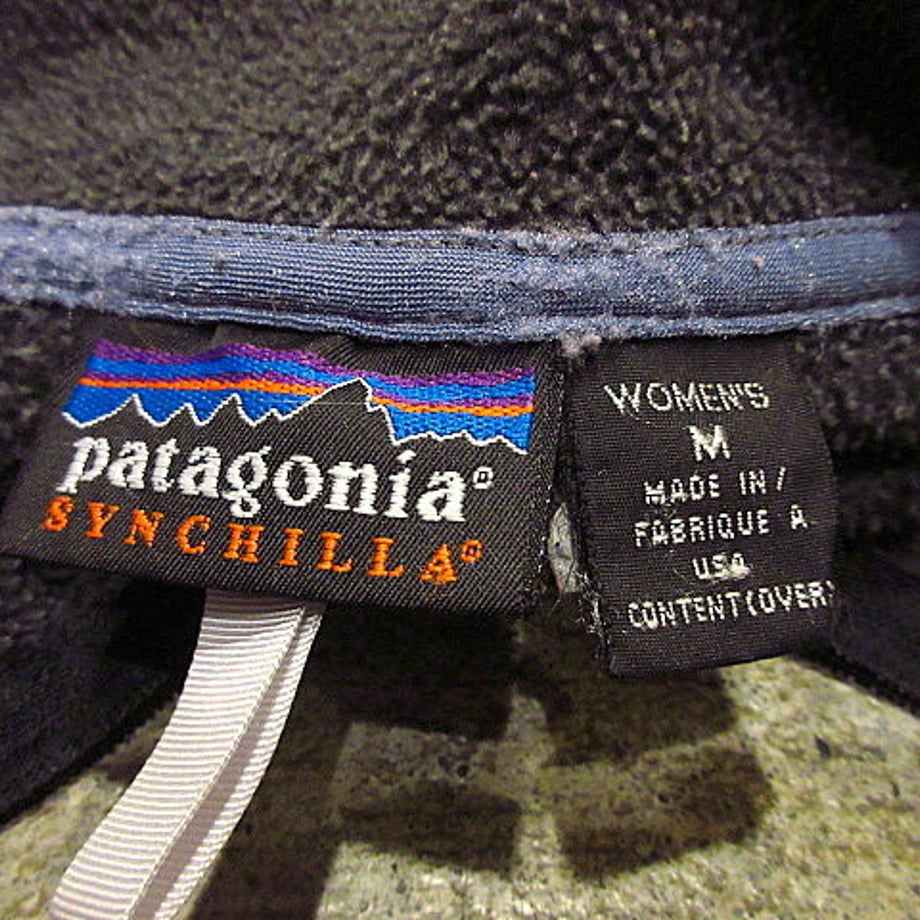 patagonia®
SYNCHILLA®
WOMEN'S
M
MADE IN/
FABRIQUE A
USA
CONTENT(OVER)